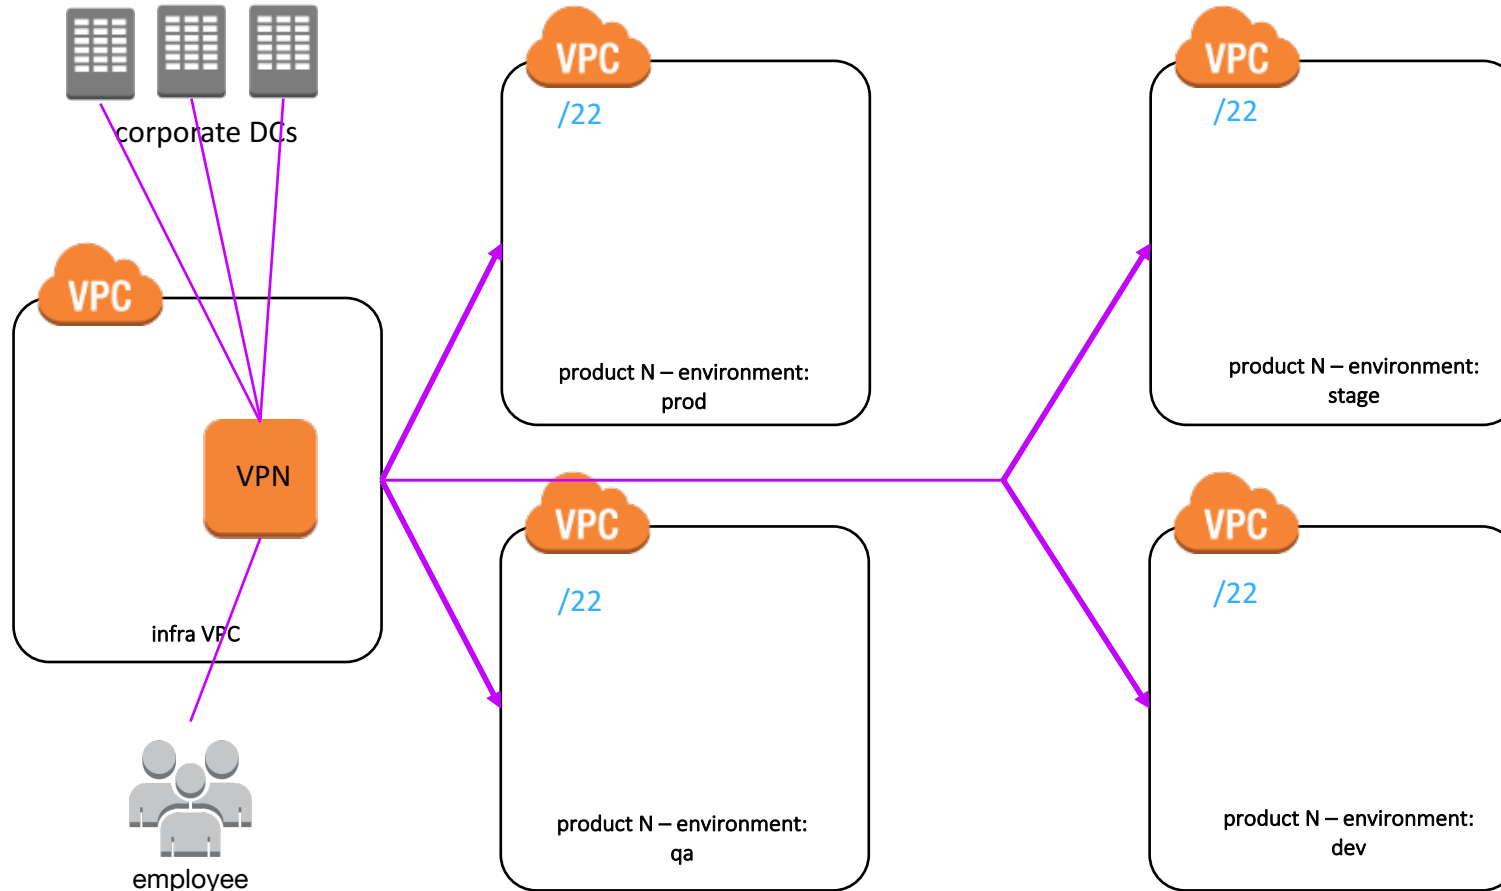 corporate DCs
VPC
VPN
infra VPC
employee
VPC
/22
product N – environment:
prod
VPC
/22
product N – environment:
stage
VPC
/22
product N – environment:
qa
VPC
/22
product N – environment:
dev